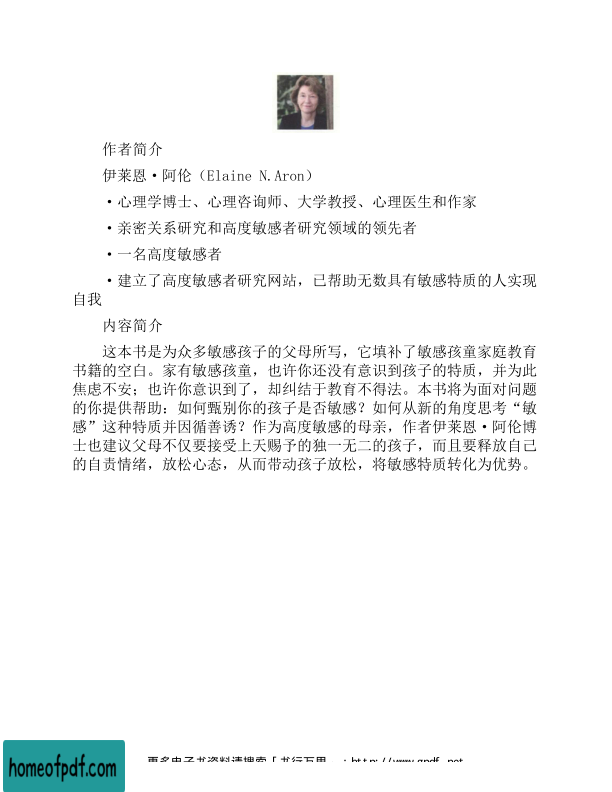 作者简介
伊莱恩·阿伦（Elaine N.Aron）
·心理学博士、心理咨询师、大学教授、心理医生和作家
·亲密关系研究和高度敏感者研究领域的领先者
·一名高度敏感者
·建立了高度敏感者研究网站，已帮助无数具有敏感特质的人实现
自我
内容简介
这本书是为众多敏感孩子的父母所写，它填补了敏感孩童家庭教育
书籍的空白。家有敏感孩童，也许你还没有意识到孩子的特质，并为此
焦虑不安；也许你意识到了，却纠结于教育不得法。本书将为面对问题
的你提供帮助：如何甄别你的孩子是否敏感？如何从新的角度思考“敏
感”这种特质并因循善诱？作为高度敏感的母亲，作者伊莱恩·阿伦博
士也建议父母不仅要接受上天赐予的独一无二的孩子，而且要释放自己
的自责情绪，放松心态，从而带动孩子放松，将敏感特质转化为优势。
更多电子书资料请搜索「书行万里
homeofpdf.com